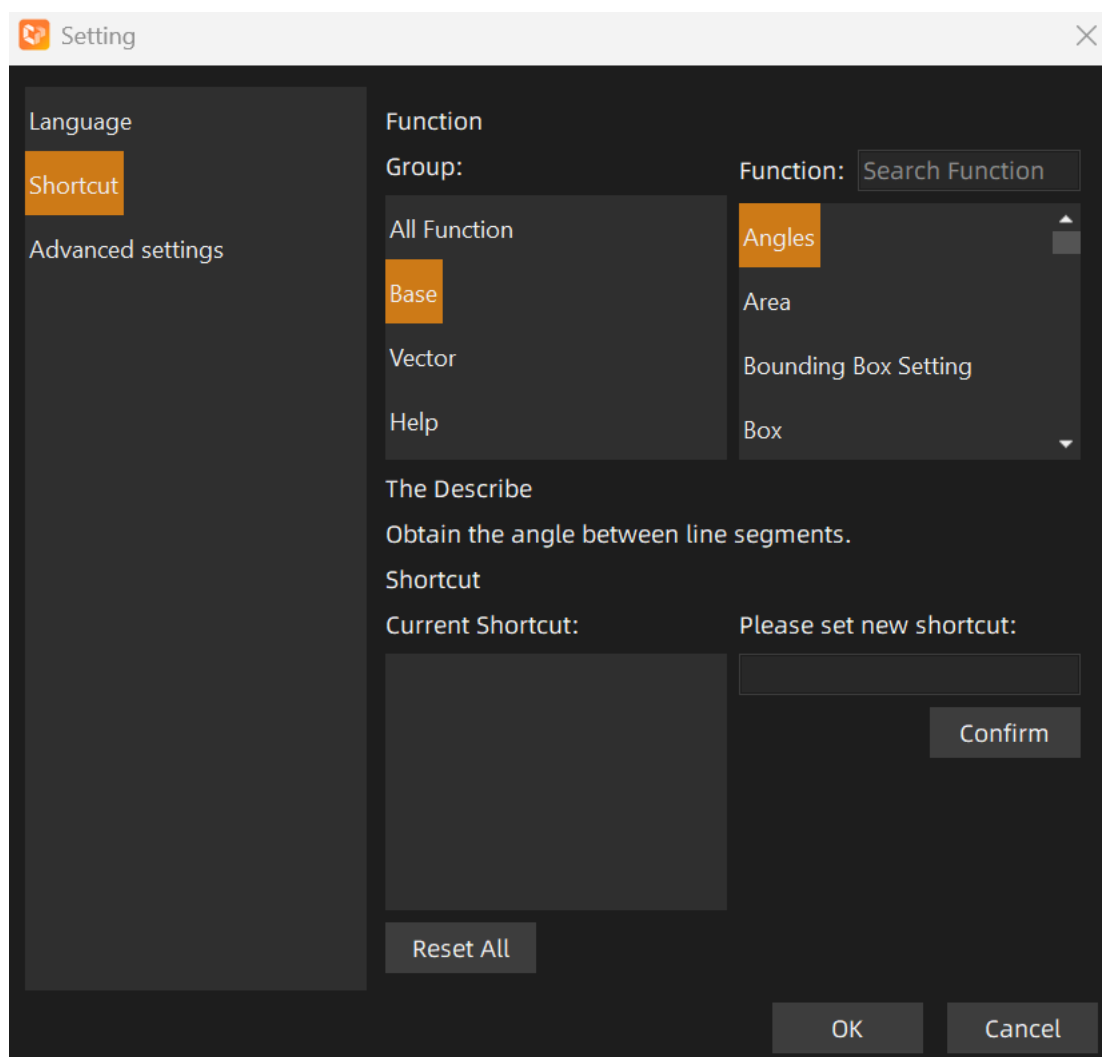 Setting
Language
Shortcut
Advanced settings
Function
Group:
Function: Search Function
All Function
Base
Vector
Help
Angles
Area
Bounding Box Setting
Box
The Describe
Obtain the angle between line segments.
Shortcut
Current Shortcut:
Please set new shortcut:
Confirm
Reset All
OK
Cancel